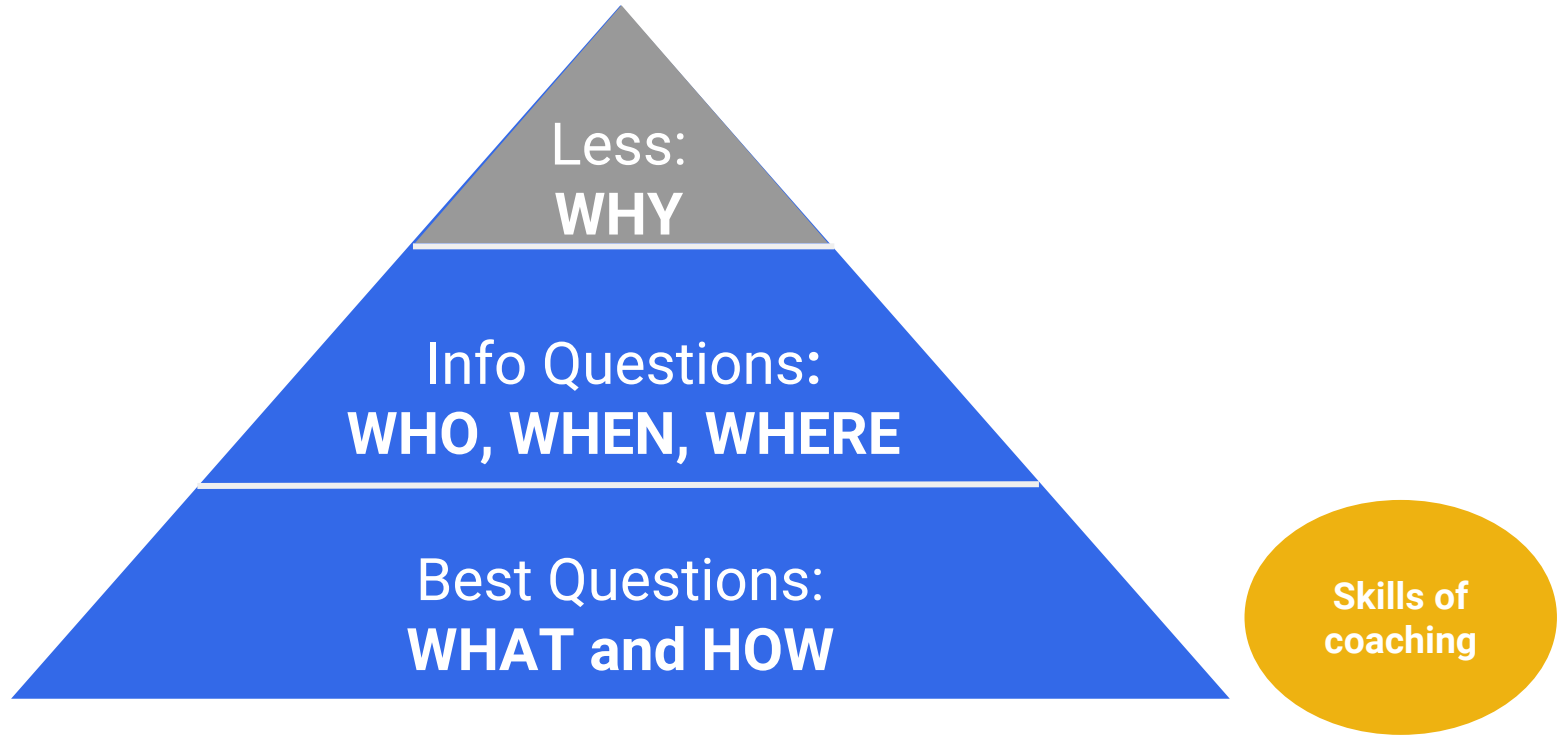 Less:
WHY
Info Questions:
WHO, WHEN, WHERE
Best Questions:
WHAT and HOW
Skills of
coaching